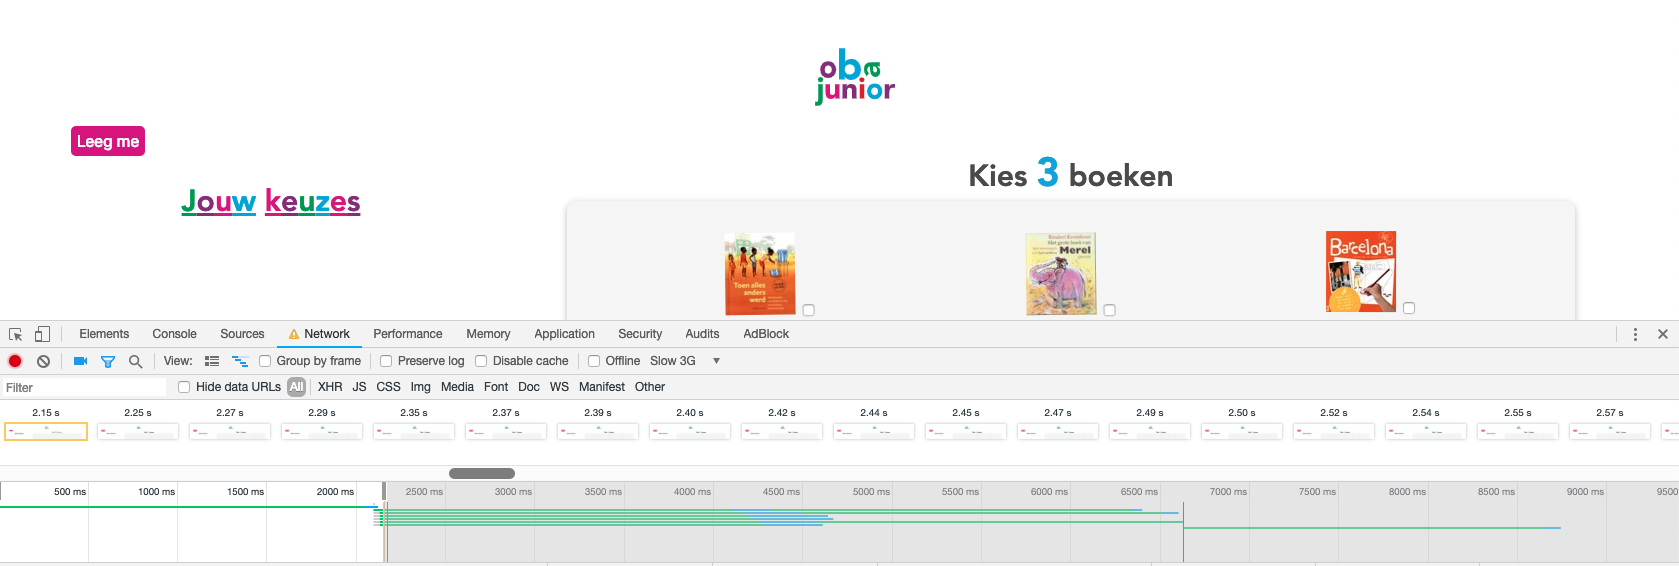 oba
junior
Leeg me
Kies 3 boeken
Jouw keuzes
Toen alles
anders
werd
Merel
Barcelona
Elements Console Sources Network Performance Memory Application Security Audits AdBlock
View: Group by frame Preserve log Disable cache Offline Slow 3G
Filter Hide data URLs All XHR JS CSS Img Media Font Doc WS Manifest Other
2.15 s 2.25 s 2.27 s 2.29 s 2.35 s 2.37 s 2.39 s 2.40 s 2.42 s 2.44 s 2.45 s 2.47 s 2.49 s 2.50 s 2.52 s 2.54 s 2.55 s 2.57 s
500 ms 1000 ms 1500 ms 2000 ms 2500 ms 3000 ms 3500 ms 4000 ms 4500 ms 5000 ms 5500 ms 6000 ms 6500 ms 7000 ms 7500 ms 8000 ms 8500 ms 9000 ms 9500